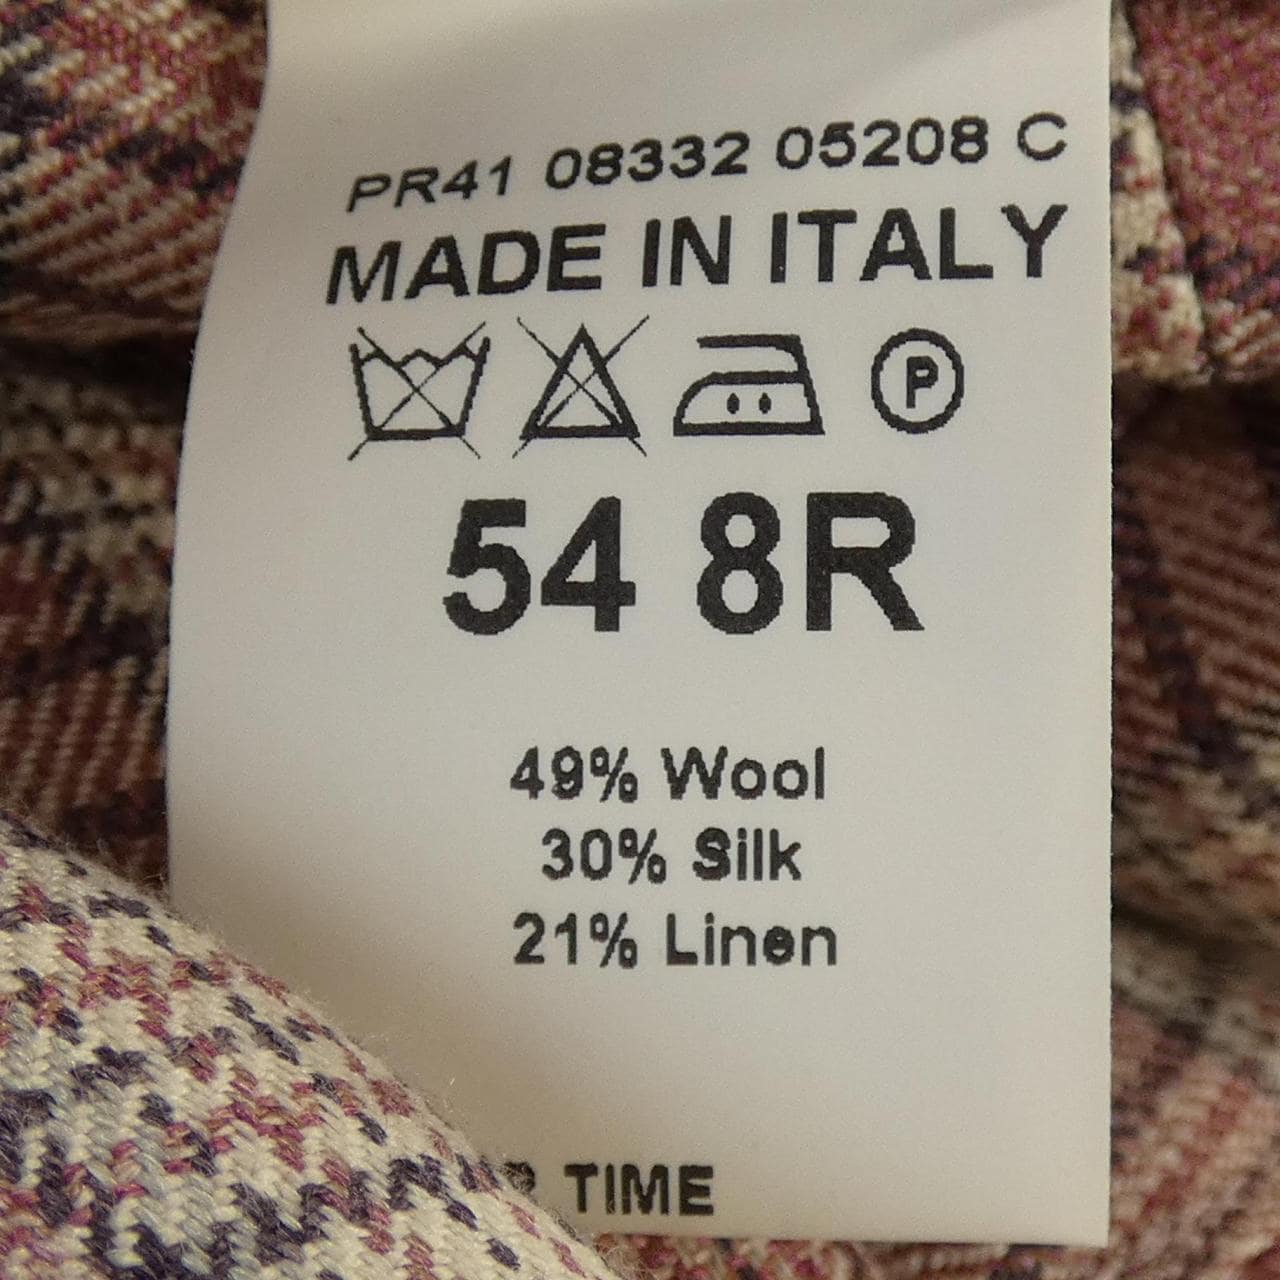 PR41 08332 05208 C
MADE IN ITALY
P
54 8R
49% Wool
30% Silk
21% Linen
TIME